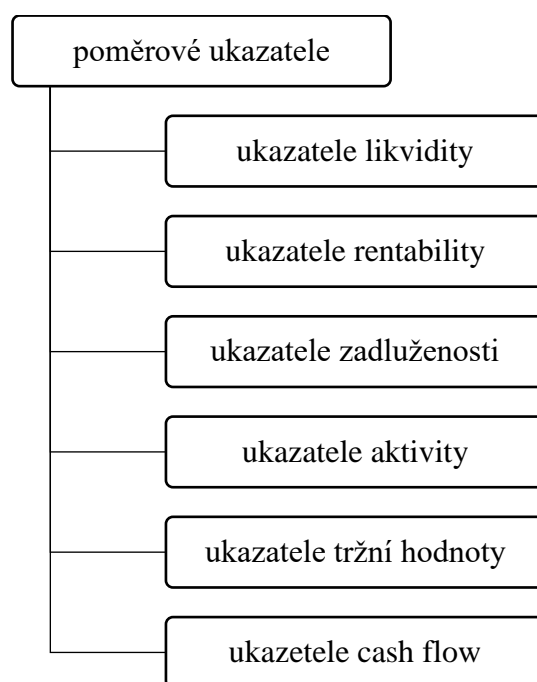 poměrové ukazatele
ukazatele likvidity
ukazatele rentability
ukazatele zadluženosti
ukazatele aktivity
ukazatele tržní hodnoty
ukazetele cash flow